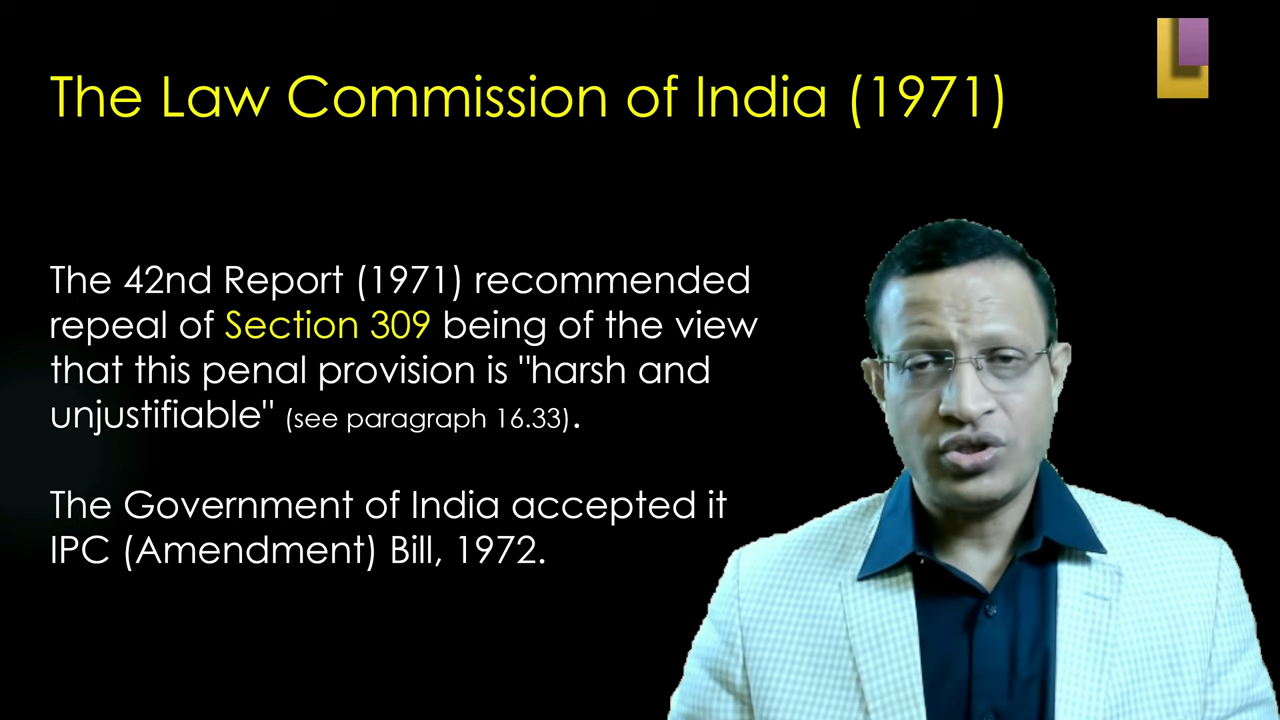 The Law Commission of India (1971)
The 42nd Report (1971) recommended
repeal of Section 309 being of the view
that this penal provision is "harsh and
unjustifiable" (see paragraph 16.33).
The Government of India accepted it
IPC (Amendment) Bill, 1972.